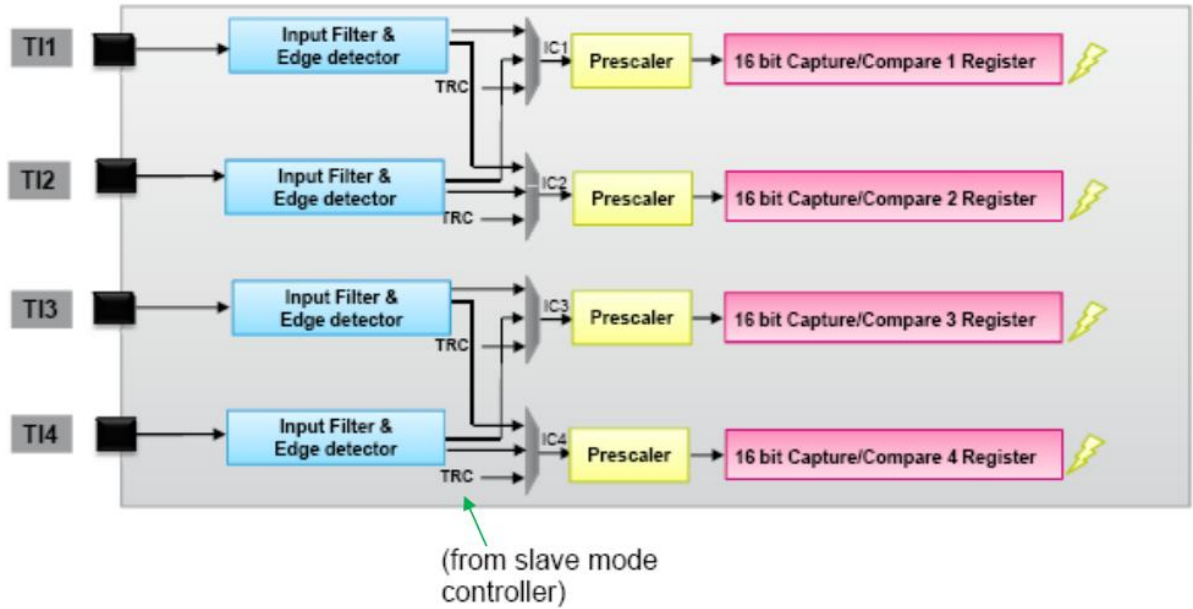 TI1
Input Filter &
Edge detector
TRC
IC1
Prescaler
16 bit Capture/Compare 1 Register
TI2
Input Filter &
Edge detector
TRC
IC2
Prescaler
16 bit Capture/Compare 2 Register
TI3
Input Filter &
Edge detector
TRC
IC3
Prescaler
16 bit Capture/Compare 3 Register
TI4
Input Filter &
Edge detector
TRC
IC4
Prescaler
16 bit Capture/Compare 4 Register
(from slave mode
controller)